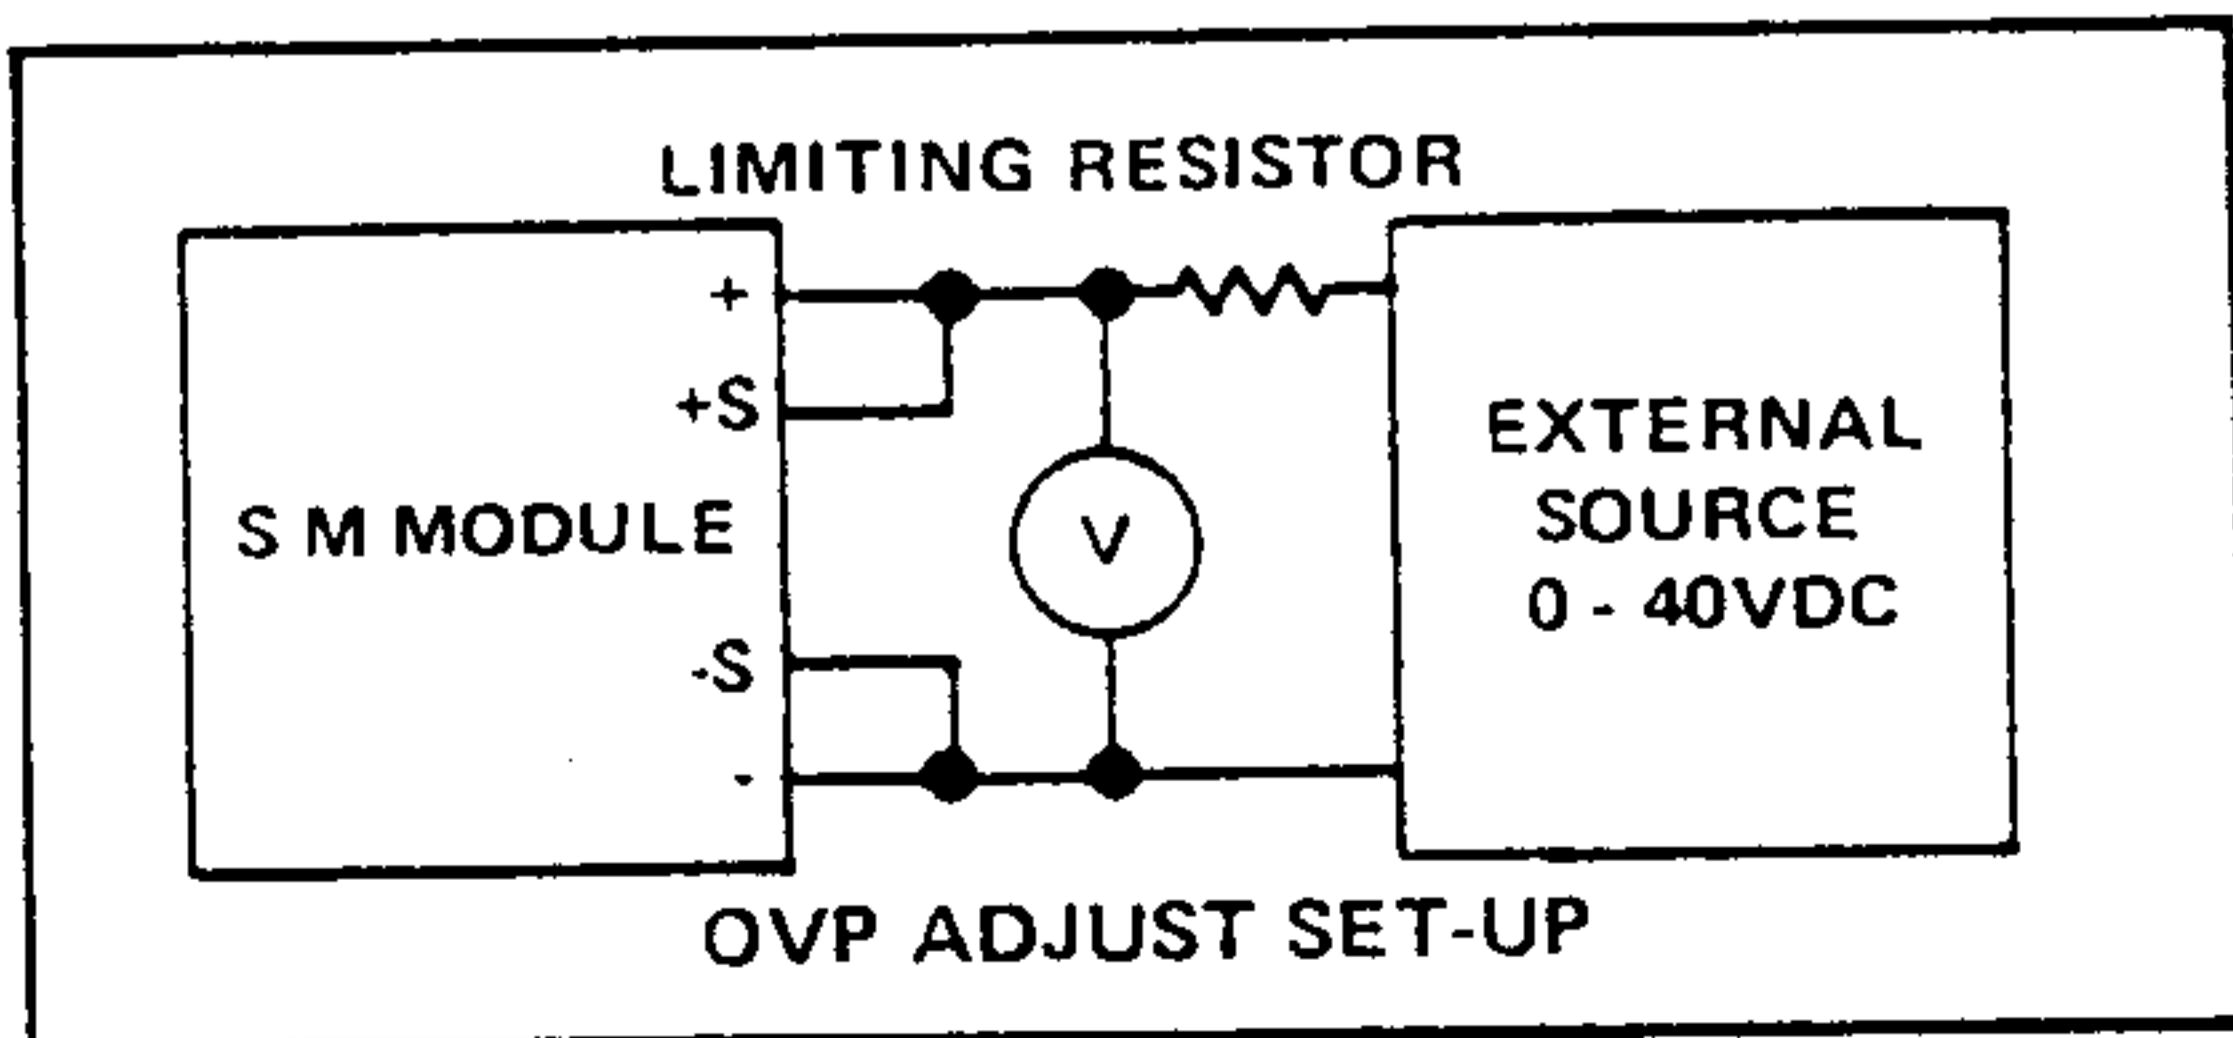 LIMITING RESISTOR
+
+S
S M MODULE
-S
-
V
EXTERNAL
SOURCE
0 - 40VDC
OVP ADJUST SET-UP